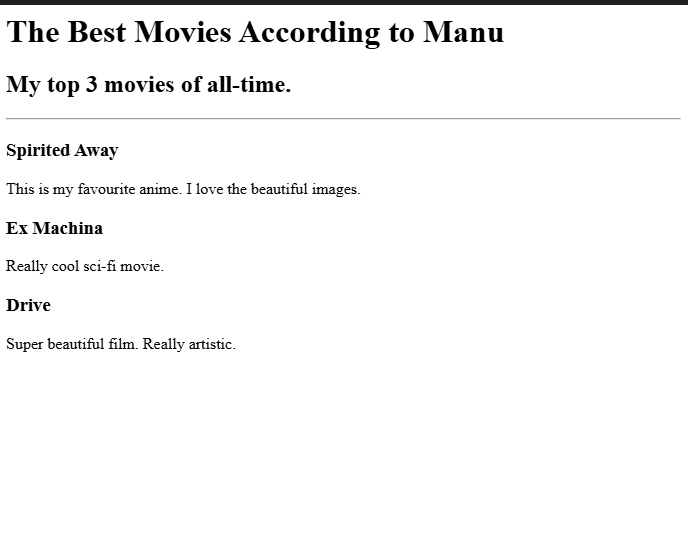 The Best Movies According to Manu
My top 3 movies of all-time.
Spirited Away
This is my favourite anime. I love the beautiful images.
Ex Machina
Really cool sci-fi movie.
Drive
Super beautiful film. Really artistic.